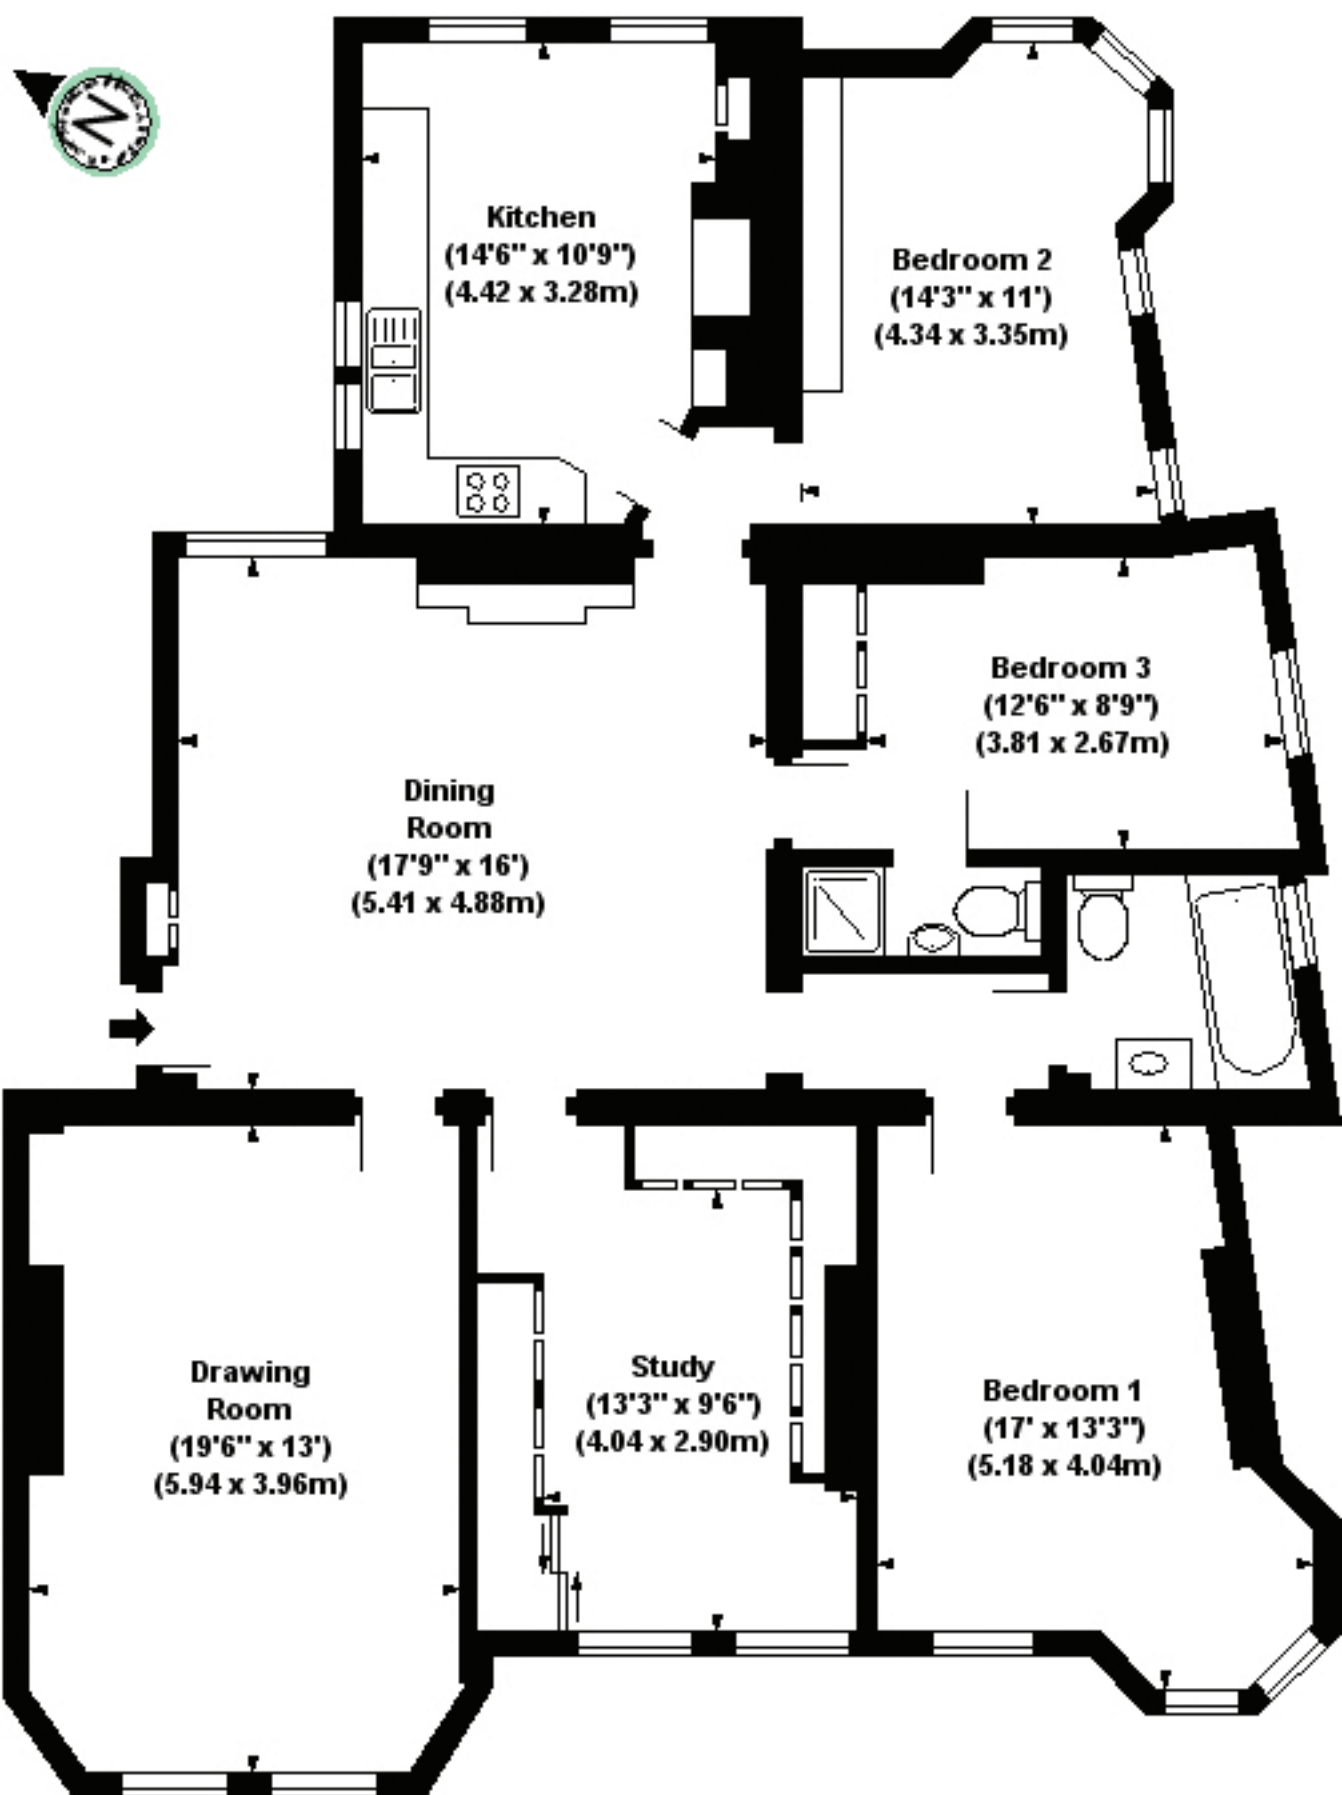 N
Kitchen
(14'6" x 10'9")
(4.42 x 3.28m)
Bedroom 2
(14'3" x 11')
(4.34 x 3.35m)
Bedroom 3
(12'6" x 8'9")
(3.81 x 2.67m)
Dining
Room
(17'9" x 16')
(5.41 x 4.88m)
Drawing
Room
(19'6" x 13')
(5.94 x 3.96m)
Study
(13'3" x 9'6")
(4.04 x 2.90m)
Bedroom 1
(17' x 13'3")
(5.18 x 4.04m)